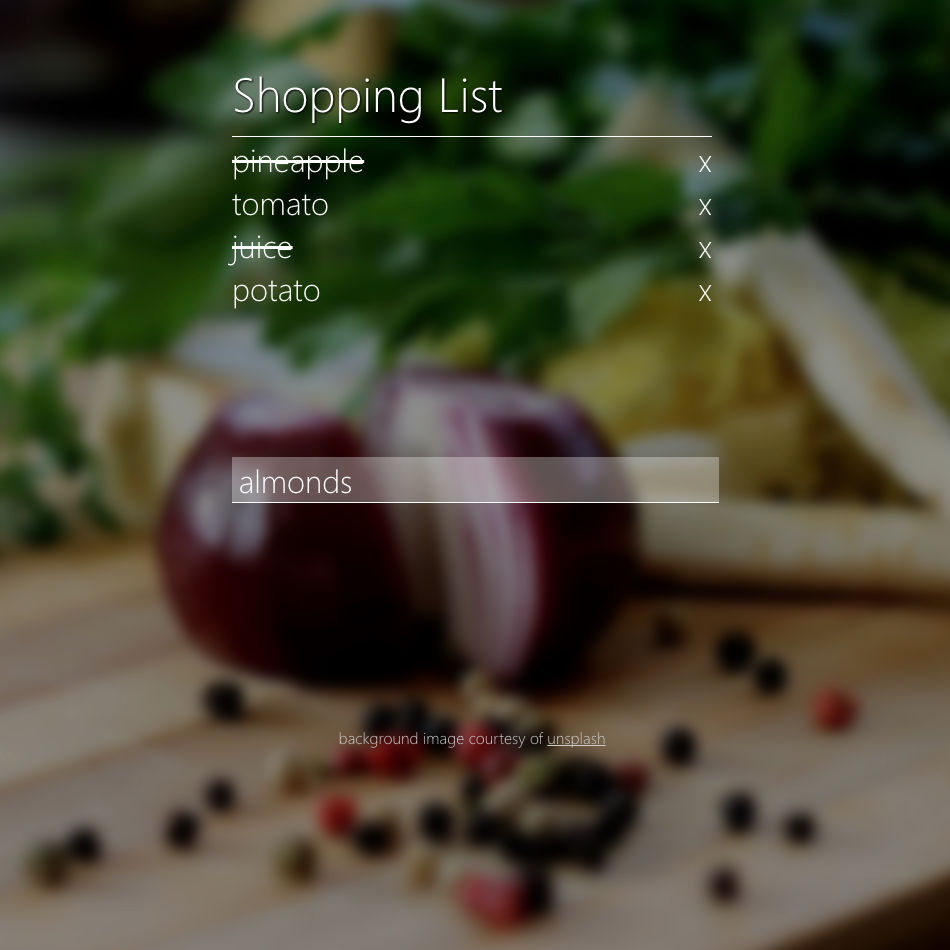 Shopping List
pineapple x
tomato x
juice x
potato x
almonds
background image courtesy of unsplash